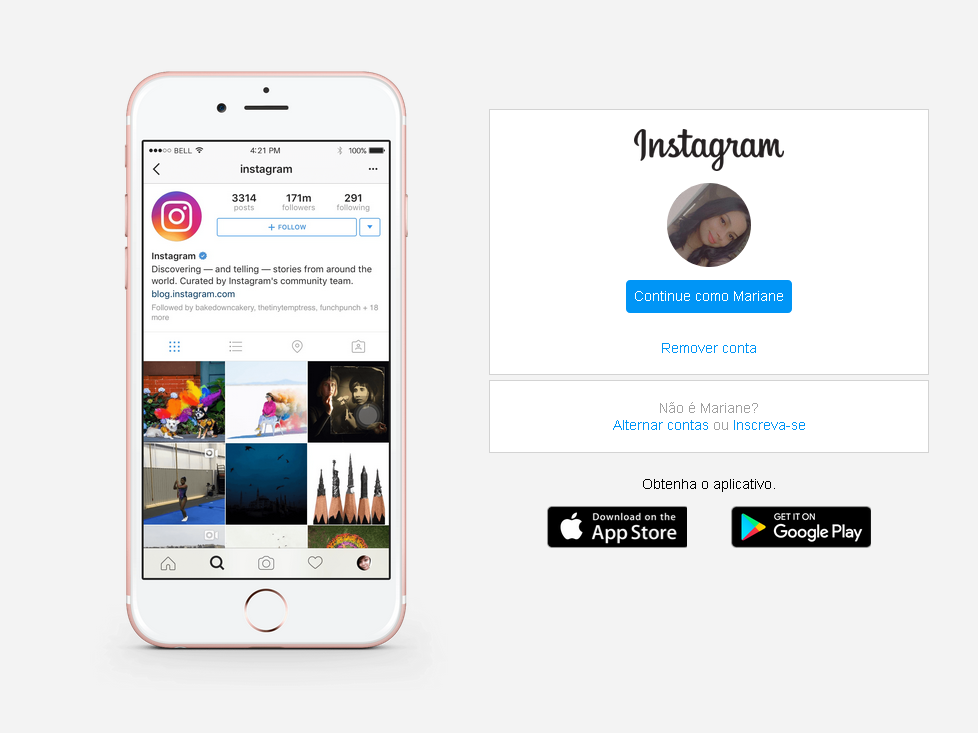 BELL
4:21 PM
100%
instagram
3314
171m
291
posts
followers
following
+ FOLLOW
Instagram
Discovering — and telling — stories from around the
world. Curated by Instagram's community team.
blog.instagram.com
Followed by bakedowncakery, thetinytemptress, funchpunch + 18
more
Instagram
Continue como Mariane
Remover conta
Não é Mariane?
Alternar contas ou Inscreva-se
Obtenha o aplicativo.
Download on the
App Store
GET IT ON
Google Play